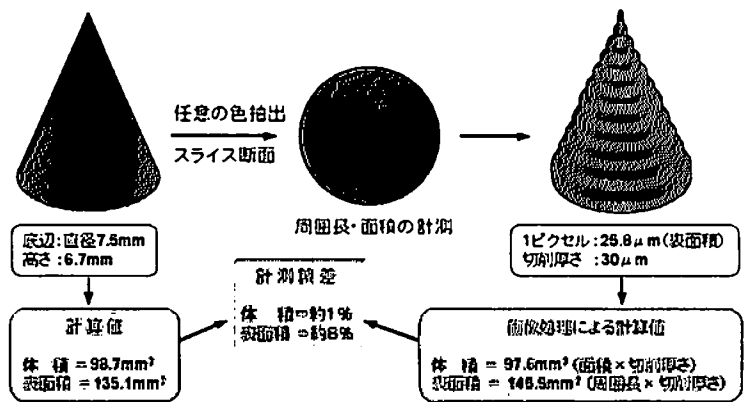 任意の色抽出
スライス断面
周囲長・面積の計測
底辺:直径7.5mm
高さ:6.7mm
1ピクセル:25.8μm(表面積)
切削厚さ:30μm
計測誤差
体 積=約1%
表面積=約8%
計算値
体 積=98.7mm³
表面積=135.1mm²
画像処理による計算値
体 積 = 97.6mm³(面積×切削厚さ)
表面積 = 146.5mm²(周囲長×切削厚さ)